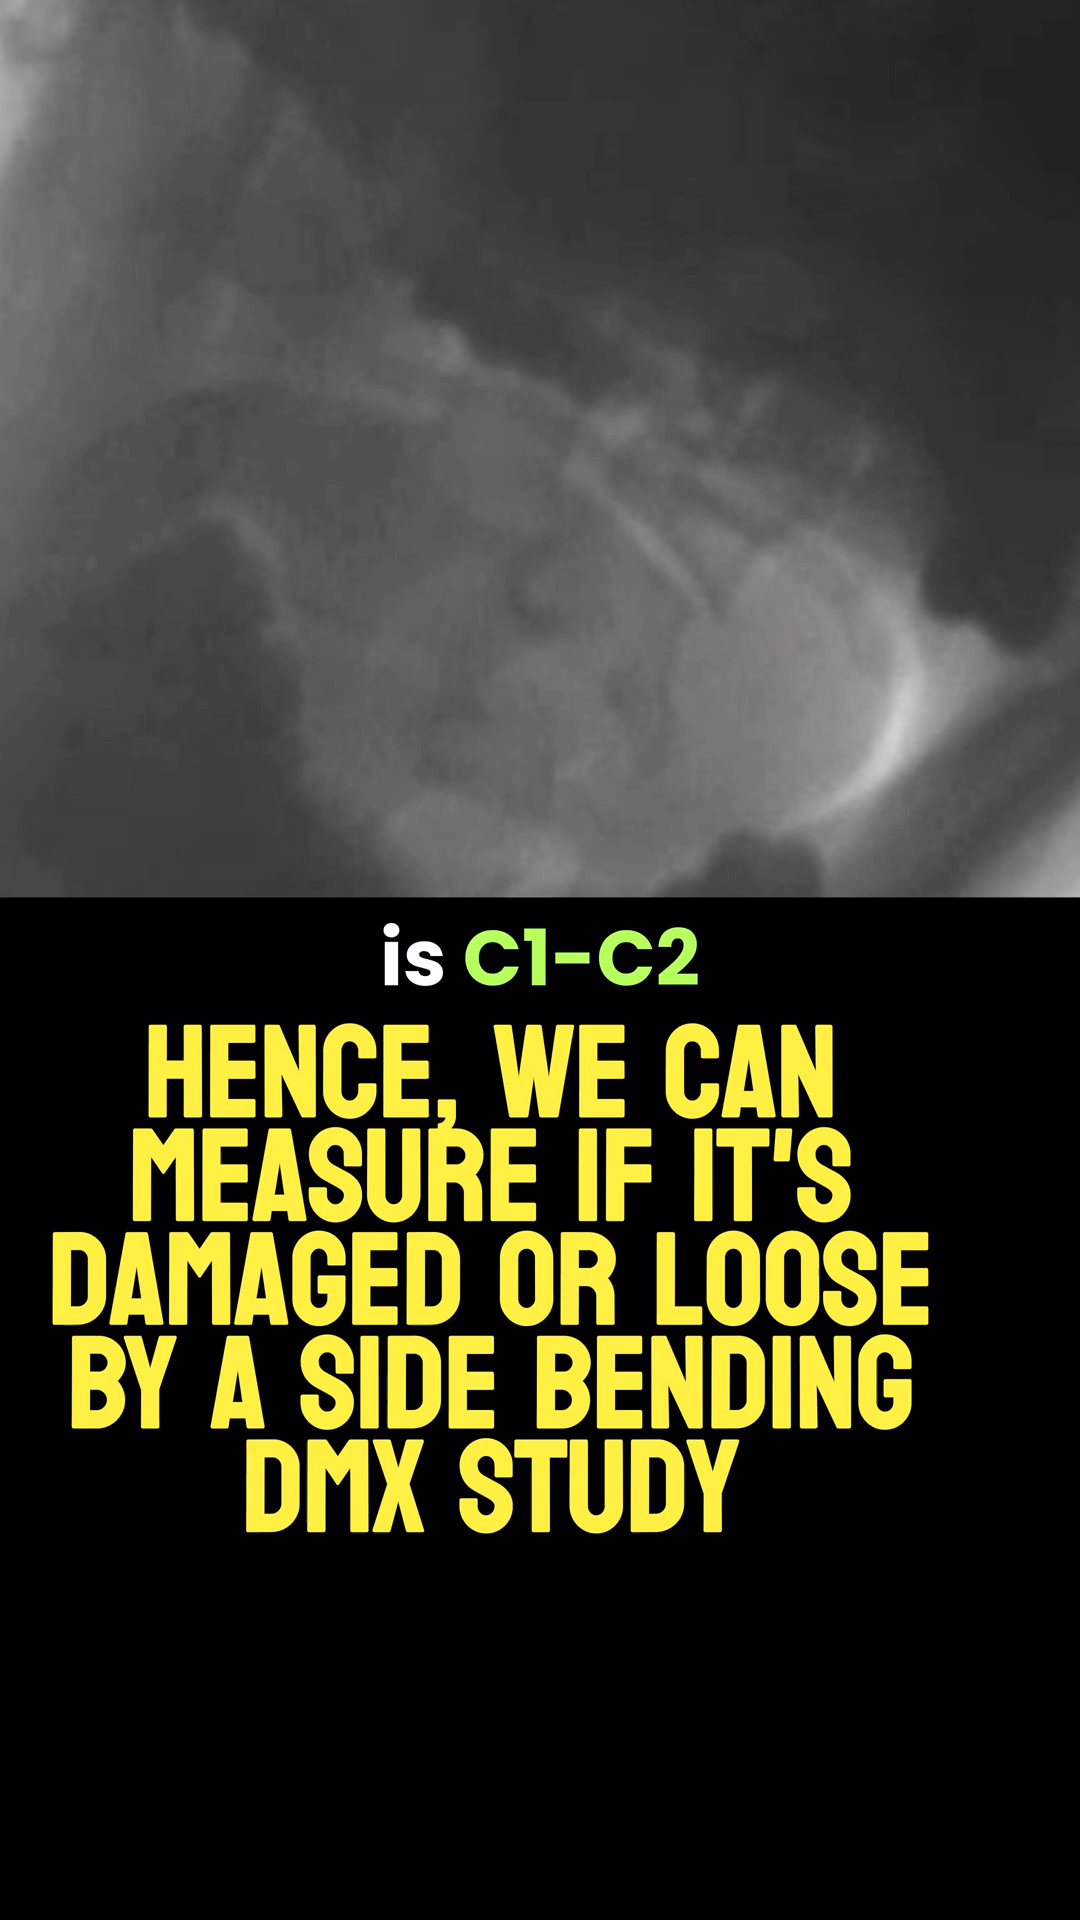 is C1-C2
HENCE, WE CAN
MEASURE IF IT'S
DAMAGED OR LOOSE
BY A SIDE BENDING
DMX STUDY